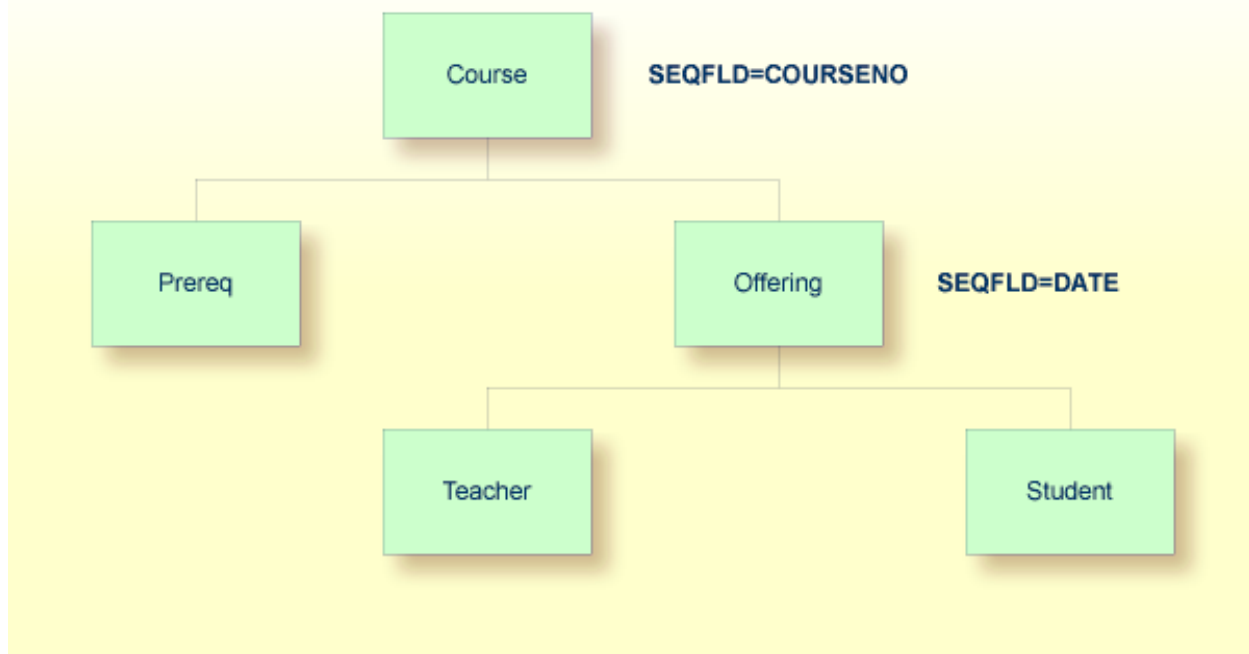 Course
SEQFLD=COURSENO
Prereq
Offering
SEQFLD=DATE
Teacher
Student